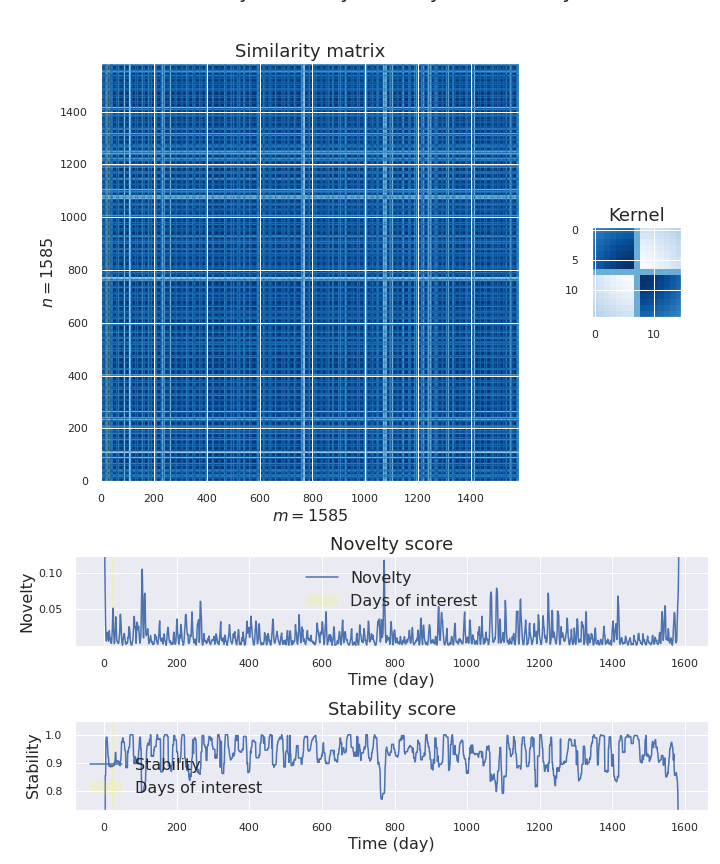 Similarity matrix
1400
1200
1000
800
600
400
200
0
n = 1585
0 200 400 600 800 1000 1200 1400
m = 1585
Kernel
0
5
10
0 10
Novelty score
0.10
0.05
Novelty
Novelty
Days of interest
0 200 400 600 800 1000 1200 1400 1600
Time (day)
Stability score
1.0
0.9
0.8
Stability
Stability
Days of interest
0 200 400 600 800 1000 1200 1400 1600
Time (day)